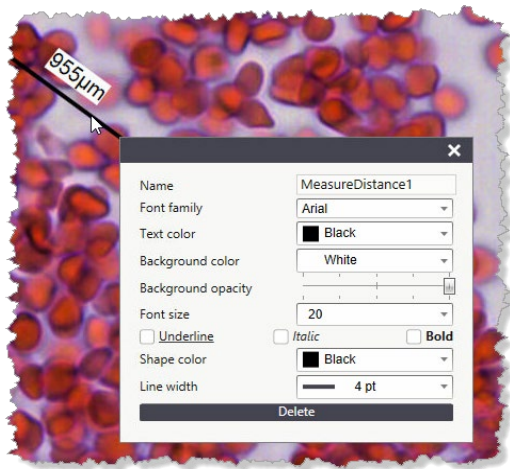 955µm
Name MeasureDistance1
Font family Arial
Text color Black
Background color White
Background opacity
Font size 20
Underline Italic Bold
Shape color Black
Line width 4 pt
Delete